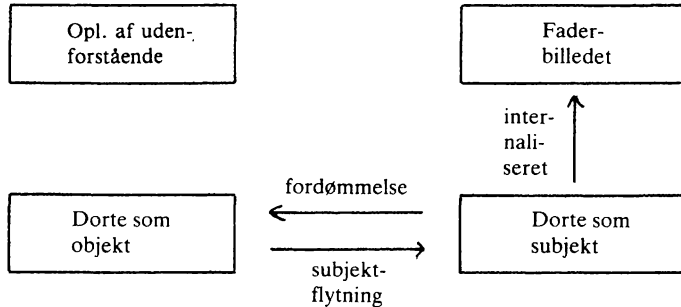 Opl. af uden-
forstående
Fader-
billedet
inter-
nali-
seret
fordømmelse
Dorte som
objekt
Dorte som
subjekt
subjekt-
flytning